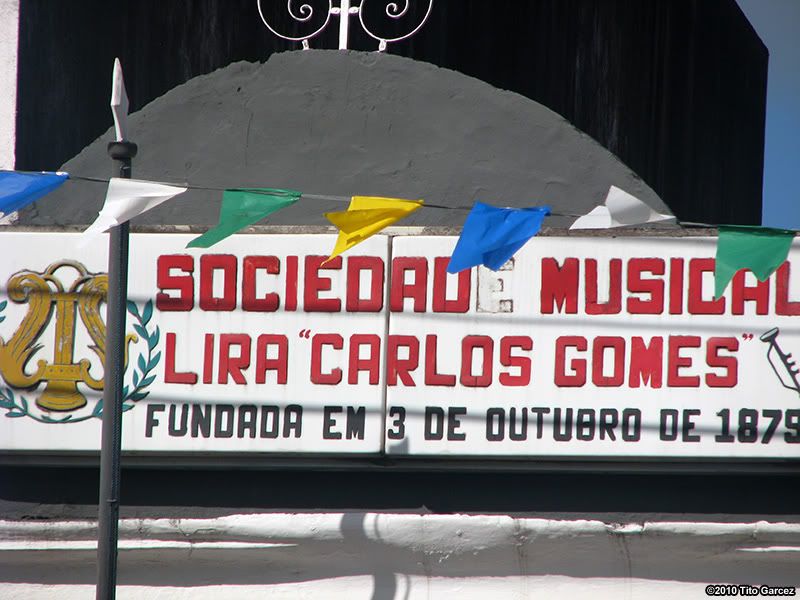 SOCIEDADE MUSICAL
LIRA "CARLOS GOMES"
FUNDADA EM 3 DE OUTUBRO DE 1879
©2010 Tito Garcez